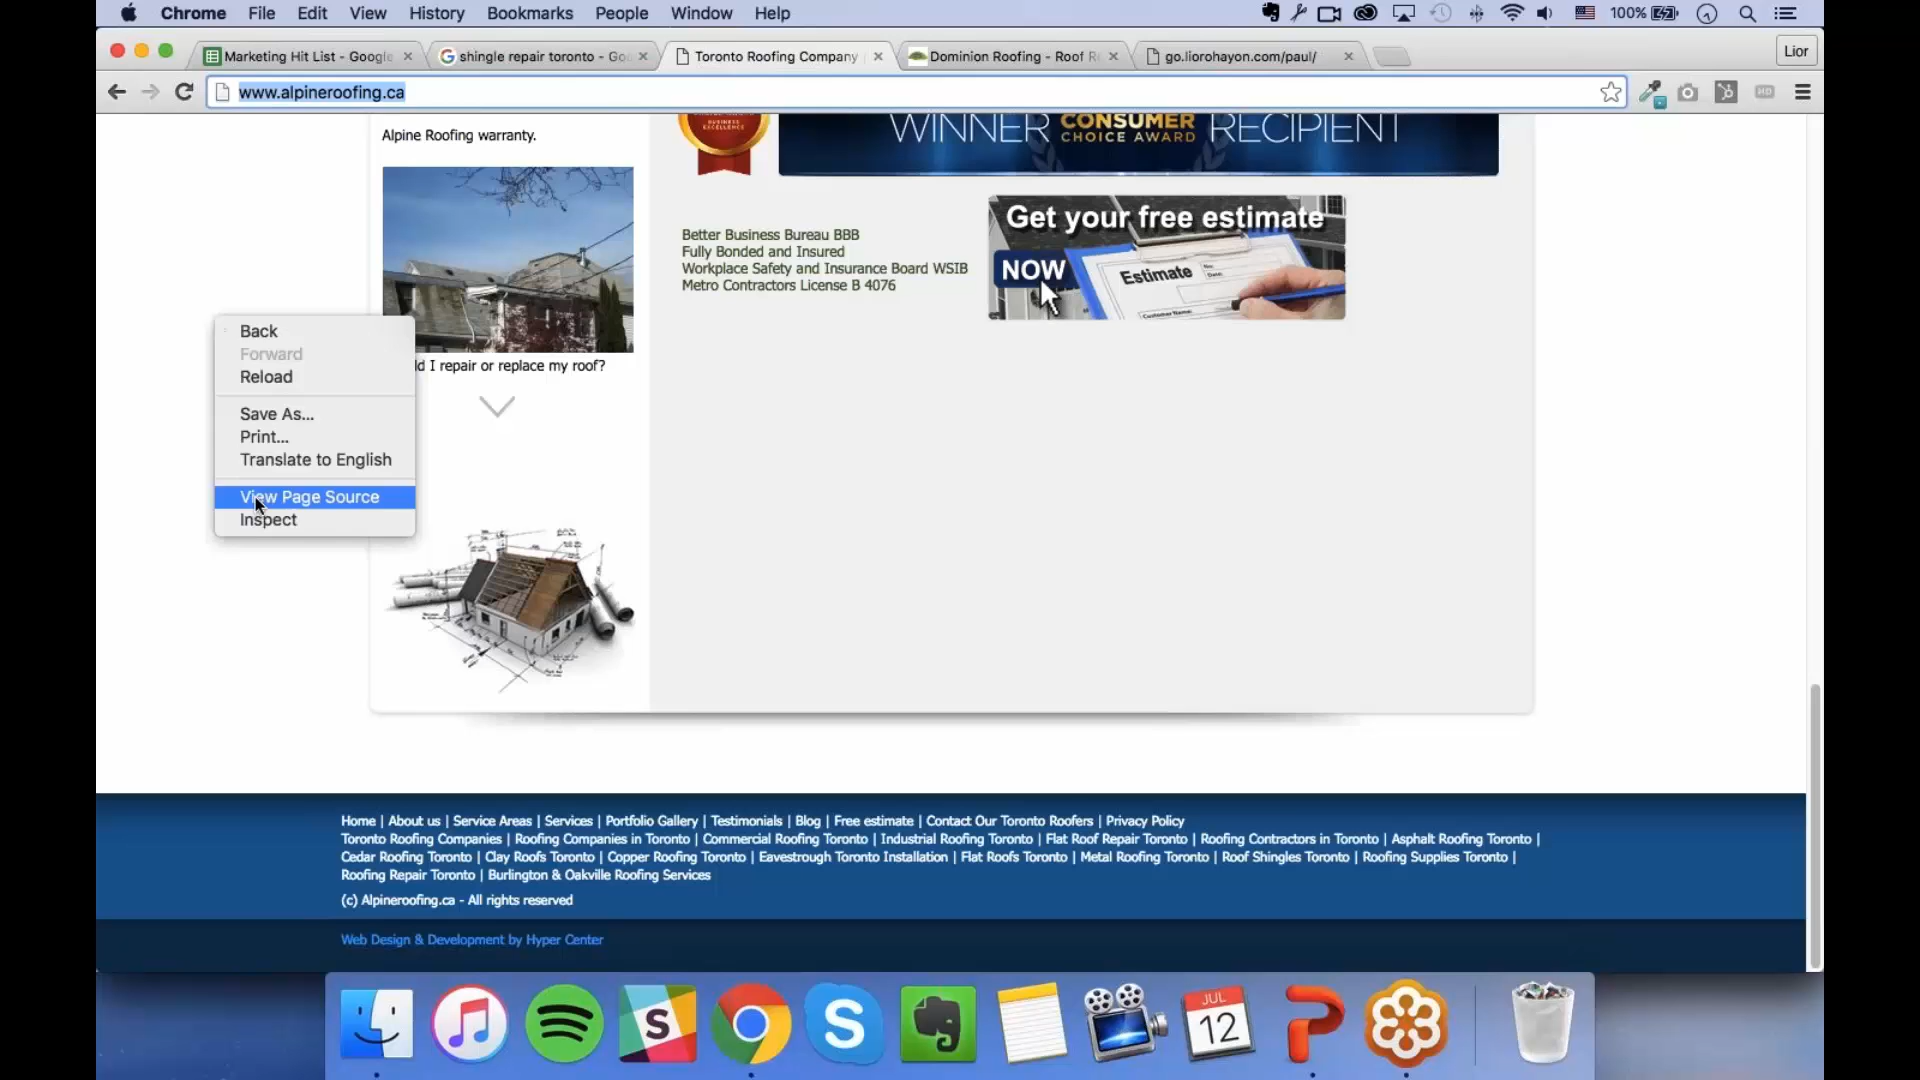 Chrome File Edit View History Bookmarks People Window Help 100%
Marketing Hit List - Google
shingle repair toronto - Go
Toronto Roofing Company
Dominion Roofing - Roof R
go.liorohayon.com/paul/
Lior
www.alpineroofing.ca
HD
Alpine Roofing warranty.
BUSINESS
EXCELLENCE
WINNER CONSUMER CHOICE AWARD RECIPIENT
Better Business Bureau BBB
Fully Bonded and Insured
Workplace Safety and Insurance Board WSIB
Metro Contractors License B 4076
Get your free estimate
NOW
Estimate
No:
Date:
Customer Name:
Back
Forward
Reload
Save As...
Print...
Translate to English
View Page Source
Inspect
d I repair or replace my roof?
Home | About us | Service Areas | Services | Portfolio Gallery | Testimonials | Blog | Free estimate | Contact Our Toronto Roofers | Privacy Policy
Toronto Roofing Companies | Roofing Companies in Toronto | Commercial Roofing Toronto | Industrial Roofing Toronto | Flat Roof Repair Toronto | Roofing Contractors in Toronto | Asphalt Roofing Toronto |
Cedar Roofing Toronto | Clay Roofs Toronto | Copper Roofing Toronto | Eavestrough Toronto Installation | Flat Roofs Toronto | Metal Roofing Toronto | Roof Shingles Toronto | Roofing Supplies Toronto |
Roofing Repair Toronto | Burlington & Oakville Roofing Services
(c) Alpineroofing.ca - All rights reserved
Web Design & Development by Hyper Center
JUL
12